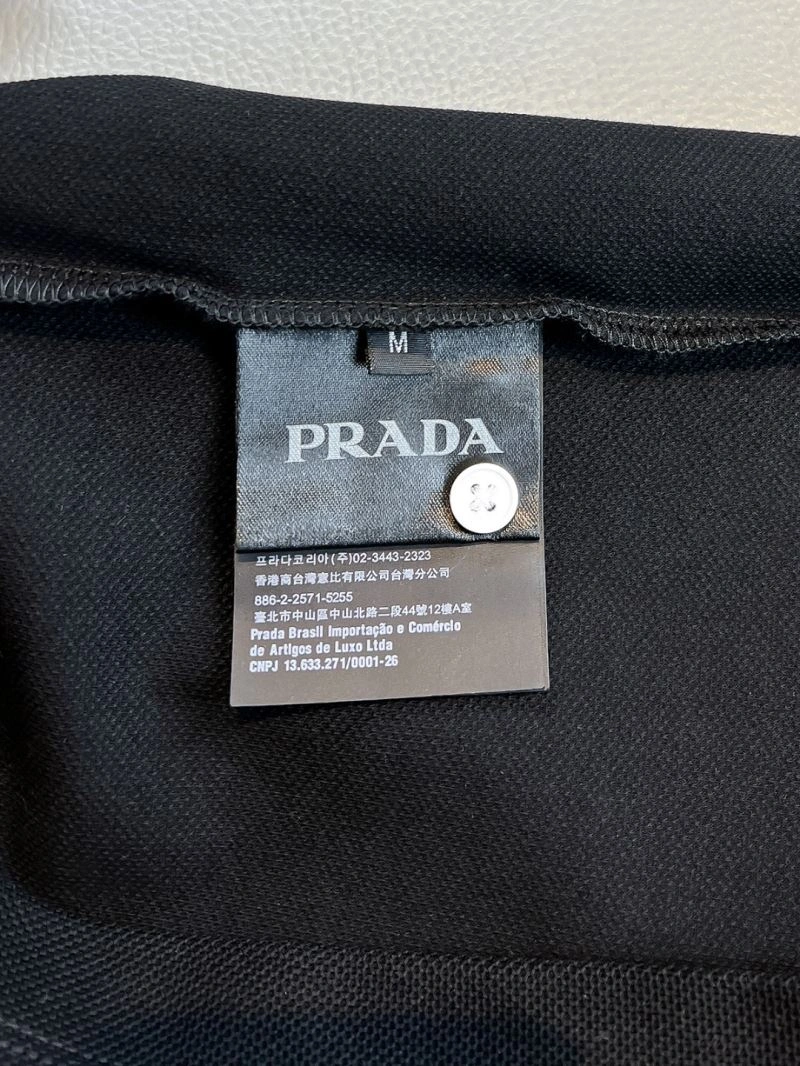 M
PRADA
프라다코리아(주)02-3443-2323
香港商台灣意比有限公司台灣分公司
886-2-2571-5255
臺北市中山區中山北路二段44號12樓A室
Prada Brasil Importação e Comércio
de Artigos de Luxo Ltda
CNPJ 13.633.271/0001-26